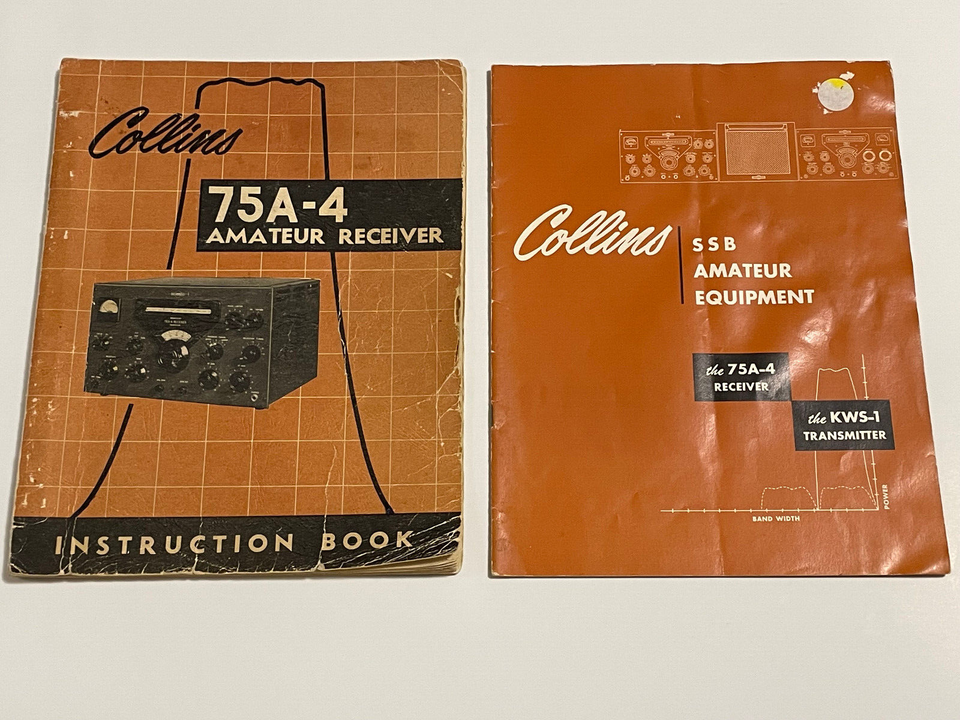 Collins
75A-4
AMATEUR RECEIVER
INSTRUCTION BOOK
Collins
SSB
AMATEUR
EQUIPMENT
the 75A-4
RECEIVER
the KWS-1
TRANSMITTER
POWER
BAND WIDTH